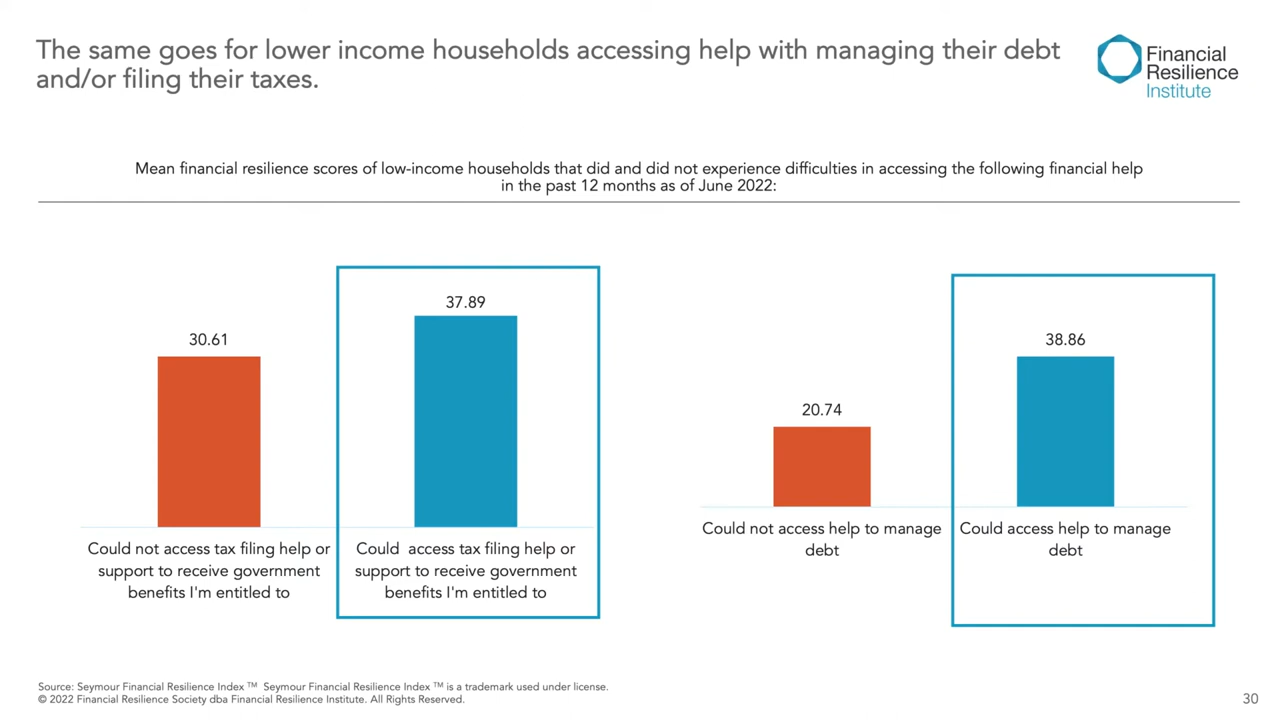 The same goes for lower income households accessing help with managing their debt
and/or filing their taxes.
Financial
Resilience
Institute
Mean financial resilience scores of low-income households that did and did not experience difficulties in accessing the following financial help
in the past 12 months as of June 2022:
30.61
37.89
Could not access tax filing help or
support to receive government
benefits I'm entitled to
Could access tax filing help or
support to receive government
benefits I'm entitled to
20.74
38.86
Could not access help to manage
debt
Could access help to manage
debt
Source: Seymour Financial Resilience Index ™ Seymour Financial Resilience Index ™ is a trademark used under license.
© 2022 Financial Resilience Society dba Financial Resilience Institute. All Rights Reserved.
30